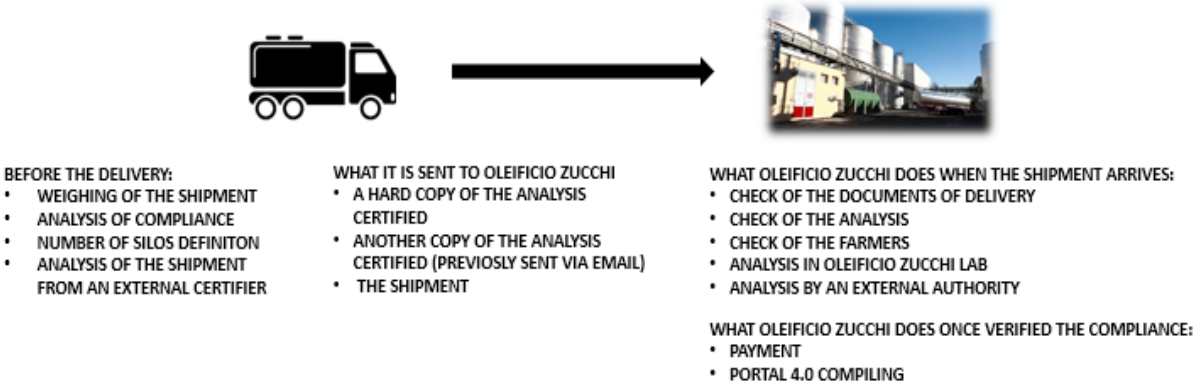 BEFORE THE DELIVERY:
• WEIGHING OF THE SHIPMENT
• ANALYSIS OF COMPLIANCE
• NUMBER OF SILOS DEFINITON
• ANALYSIS OF THE SHIPMENT
FROM AN EXTERNAL CERTIFIER
WHAT IT IS SENT TO OLEIFICIO ZUCCHI
• A HARD COPY OF THE ANALYSIS
CERTIFIED
• ANOTHER COPY OF THE ANALYSIS
CERTIFIED (PREVIOSLY SENT VIA EMAIL)
• THE SHIPMENT
WHAT OLEIFICIO ZUCCHI DOES WHEN THE SHIPMENT ARRIVES:
• CHECK OF THE DOCUMENTS OF DELIVERY
• CHECK OF THE ANALYSIS
• CHECK OF THE FARMERS
• ANALYSIS IN OLEIFICIO ZUCCHI LAB
• ANALYSIS BY AN EXTERNAL AUTHORITY
WHAT OLEIFICIO ZUCCHI DOES ONCE VERIFIED THE COMPLIANCE:
• PAYMENT
• PORTAL 4.0 COMPILING